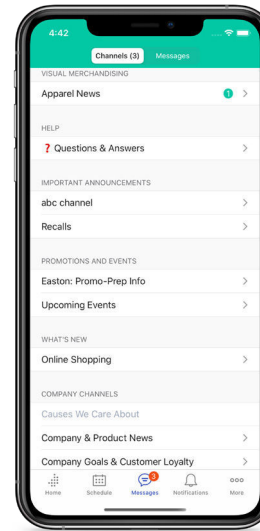 4:42
Channels (3) Messages
VISUAL MERCHANDISING
Apparel News 1
HELP
❓ Questions & Answers
IMPORTANT ANNOUNCEMENTS
abc channel
Recalls
PROMOTIONS AND EVENTS
Easton: Promo-Prep Info
Upcoming Events
WHAT'S NEW
Online Shopping
COMPANY CHANNELS
Causes We Care About
Company & Product News
Company Goals & Customer Loyalty
3
Home Schedule Messages Notifications More